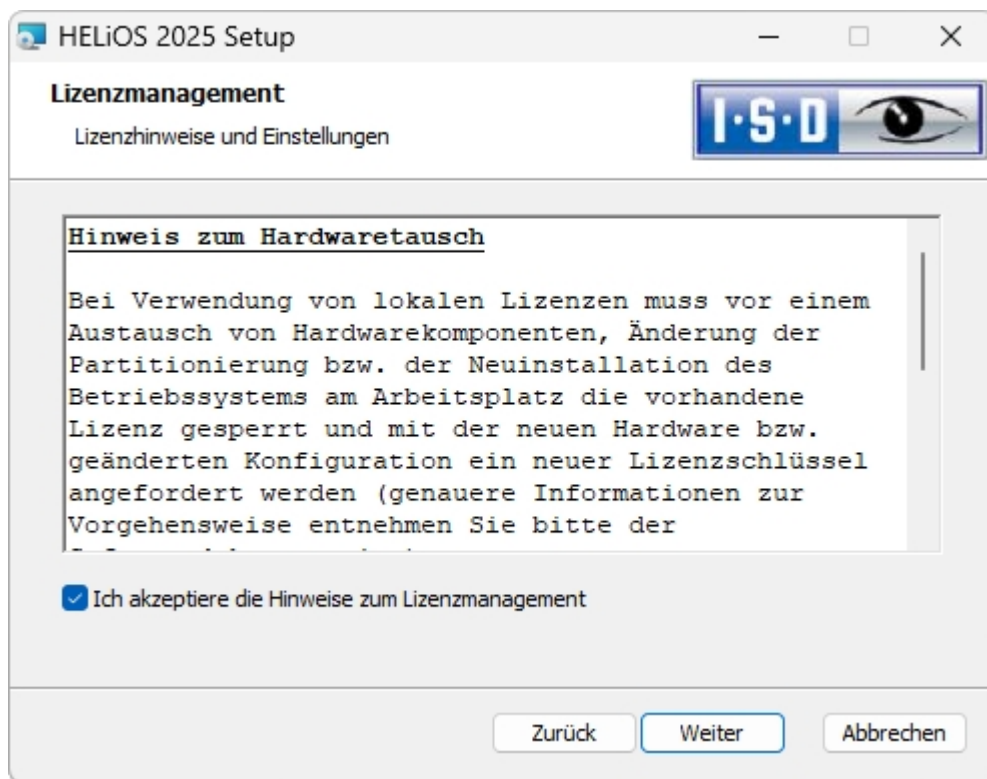 HELiOS 2025 Setup
Lizenzmanagement
Lizenzhinweise und Einstellungen
I·S·D
Hinweis zum Hardwaretausch
Bei Verwendung von lokalen Lizenzen muss vor einem
Austausch von Hardwarekomponenten, Änderung der
Partitionierung bzw. der Neuinstallation des
Betriebssystems am Arbeitsplatz die vorhandene
Lizenz gesperrt und mit der neuen Hardware bzw.
geänderten Konfiguration ein neuer Lizenzschlüssel
angefordert werden (genauere Informationen zur
Vorgehensweise entnehmen Sie bitte der
Ich akzeptiere die Hinweise zum Lizenzmanagement
Zurück
Weiter
Abbrechen